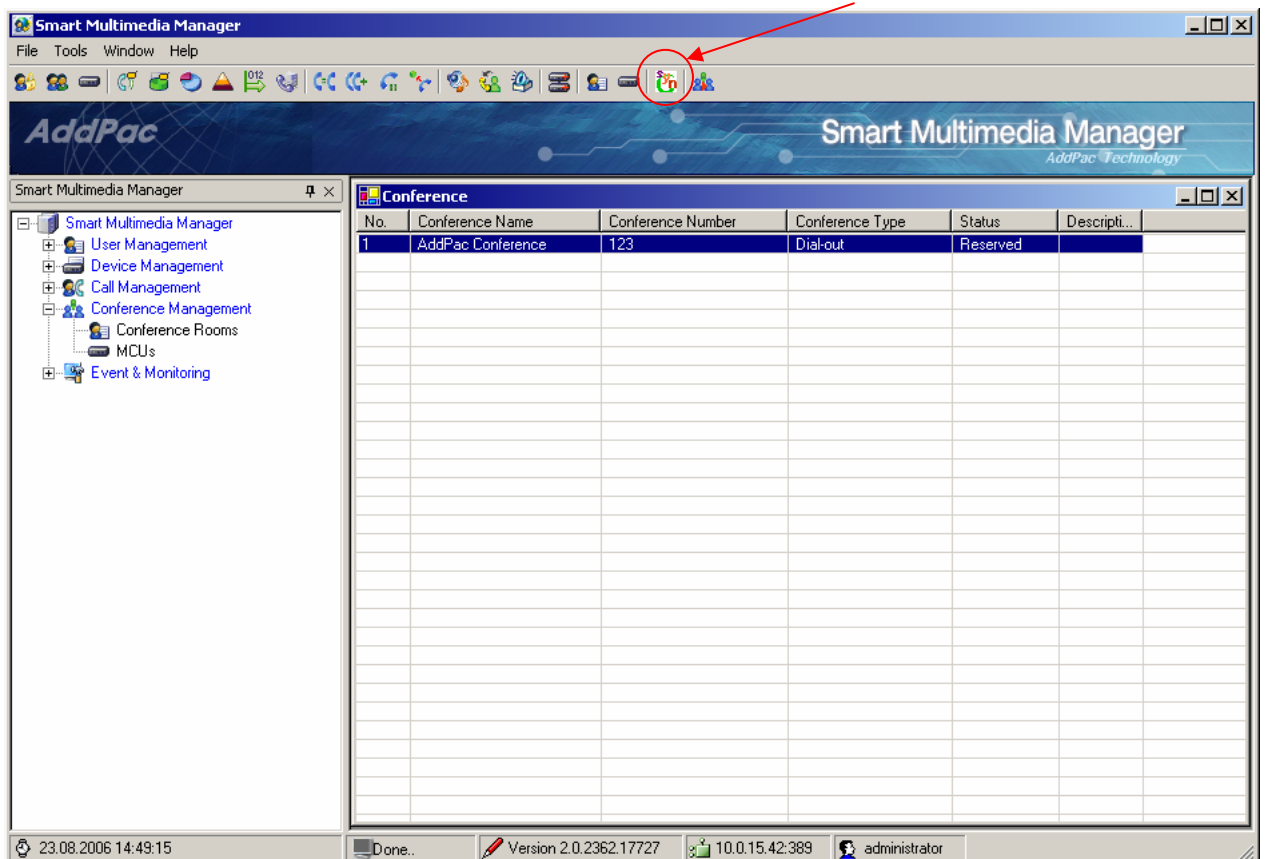 Smart Multimedia Manager
File Tools Window Help
012
AddPac
Smart Multimedia Manager
AddPac Technology
Smart Multimedia Manager
Smart Multimedia Manager
User Management
Device Management
Call Management
Conference Management
Conference Rooms
MCUs
Event & Monitoring
Conference
No. Conference Name Conference Number Conference Type Status Descripti...
1 AddPac Conference 123 Dial-out Reserved
23.08.2006 14:49:15 Done.. Version 2.0.2362.17727 10.0.15.42:389 administrator